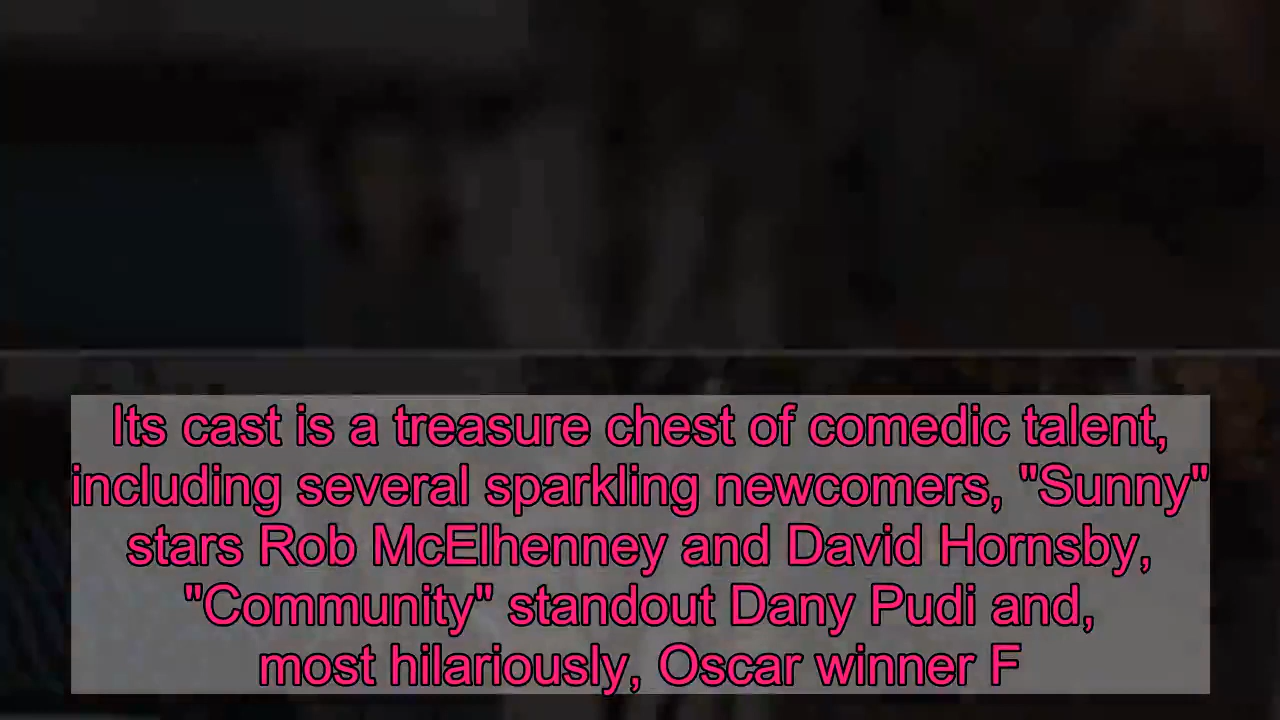 Its cast is a treasure chest of comedic talent,
including several sparkling newcomers, "Sunny"
stars Rob McElhenney and David Hornsby,
"Community" standout Dany Pudi and,
most hilariously, Oscar winner F